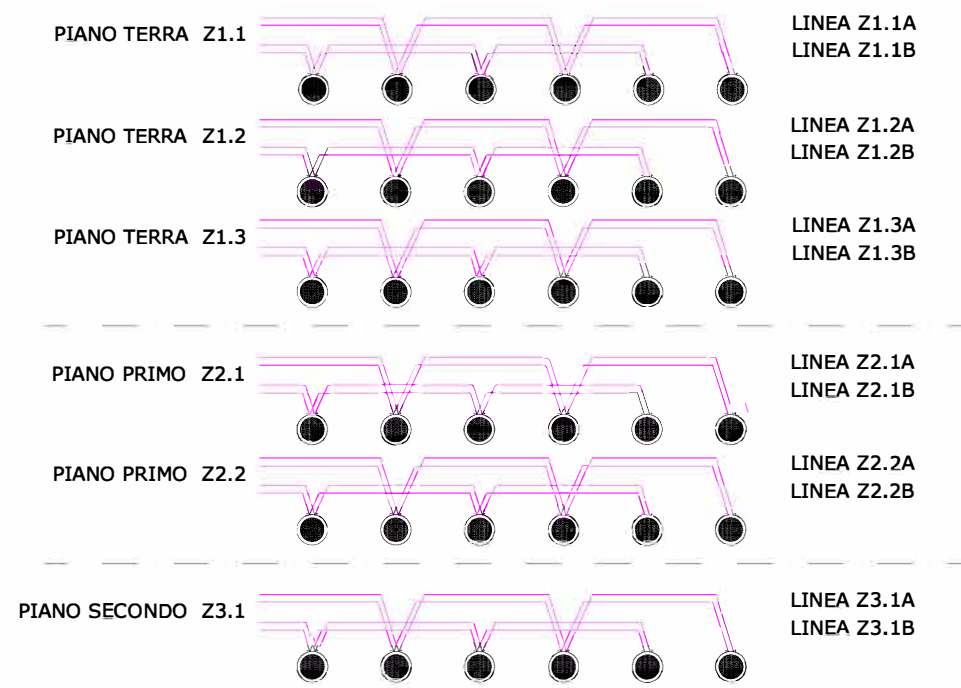 PIANO TERRA Z1.1
LINEA Z1.1A
LINEA Z1.1B
PIANO TERRA Z1.2
LINEA Z1.2A
LINEA Z1.2B
PIANO TERRA Z1.3
LINEA Z1.3A
LINEA Z1.3B
PIANO PRIMO Z2.1
LINEA Z2.1A
LINEA Z2.1B
PIANO PRIMO Z2.2
LINEA Z2.2A
LINEA Z2.2B
PIANO SECONDO Z3.1
LINEA Z3.1A
LINEA Z3.1B